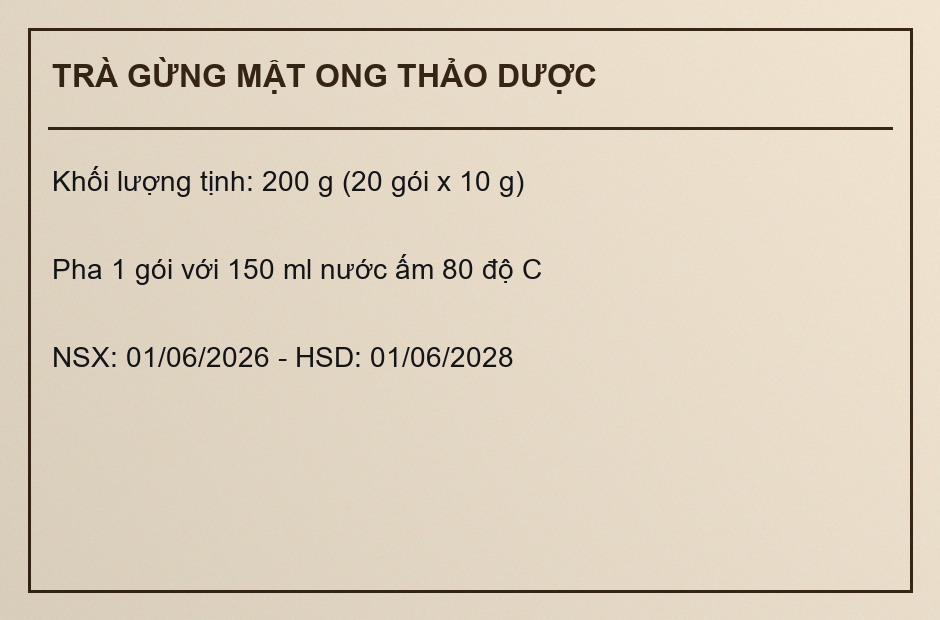 TRÀ GỪNG MẬT ONG THẢO DƯỢC
Khối lượng tịnh: 200 g (20 gói x 10 g)
Pha 1 gói với 150 ml nước ấm 80 độ C
NSX: 01/06/2026 - HSD: 01/06/2028